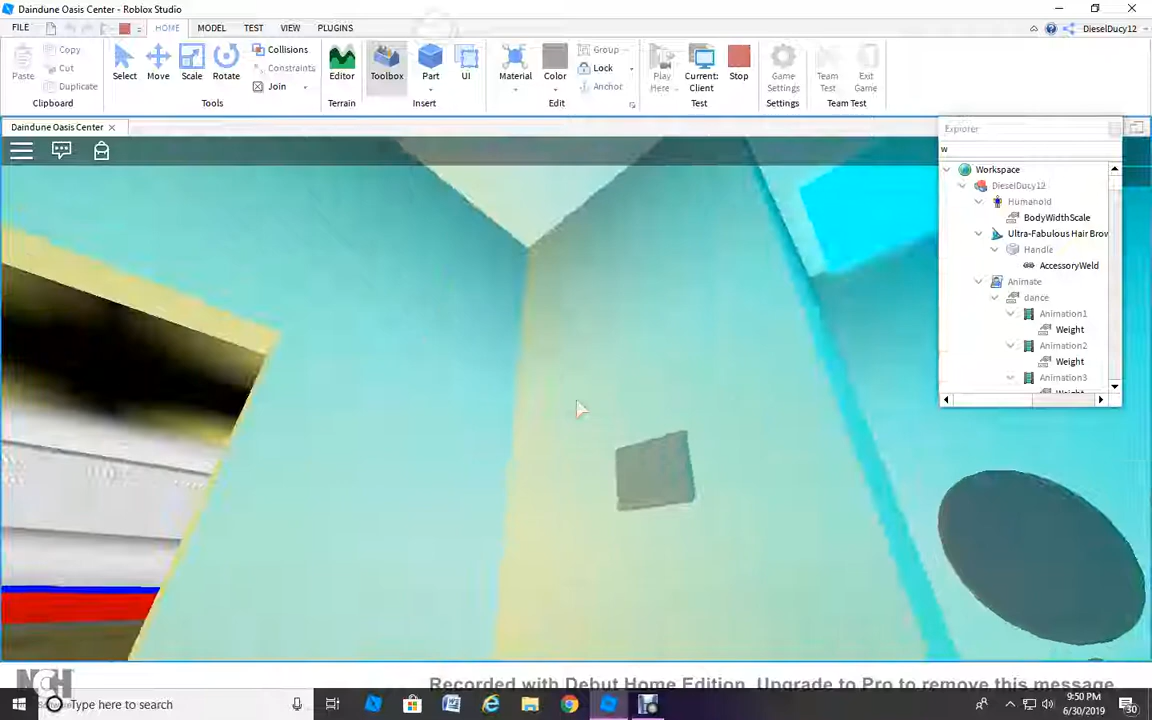 Daindune Oasis Center - Roblox Studio
FILE HOME MODEL TEST VIEW PLUGINS DieselDucy12
Paste Copy Cut Duplicate Select Move Scale Rotate Collisions Constraints Join Editor Toolbox Part UI Material Color Group Lock Anchor Play Here Current: Client Stop Game Settings Team Test Exit Game
Clipboard Tools Terrain Insert Edit Test Settings Team Test
Daindune Oasis Center
Explorer
w
Workspace
DieselDucy12
Humanoid
BodyWidthScale
Ultra-Fabulous Hair Brow
Handle
AccessoryWeld
Animate
dance
Animation1
Weight
Animation2
Weight
Animation3
Weight
NCH
Recorded with Debut Home Edition. Upgrade to Pro to remove this message
Type here to search
9:50 PM
6/30/2019
30